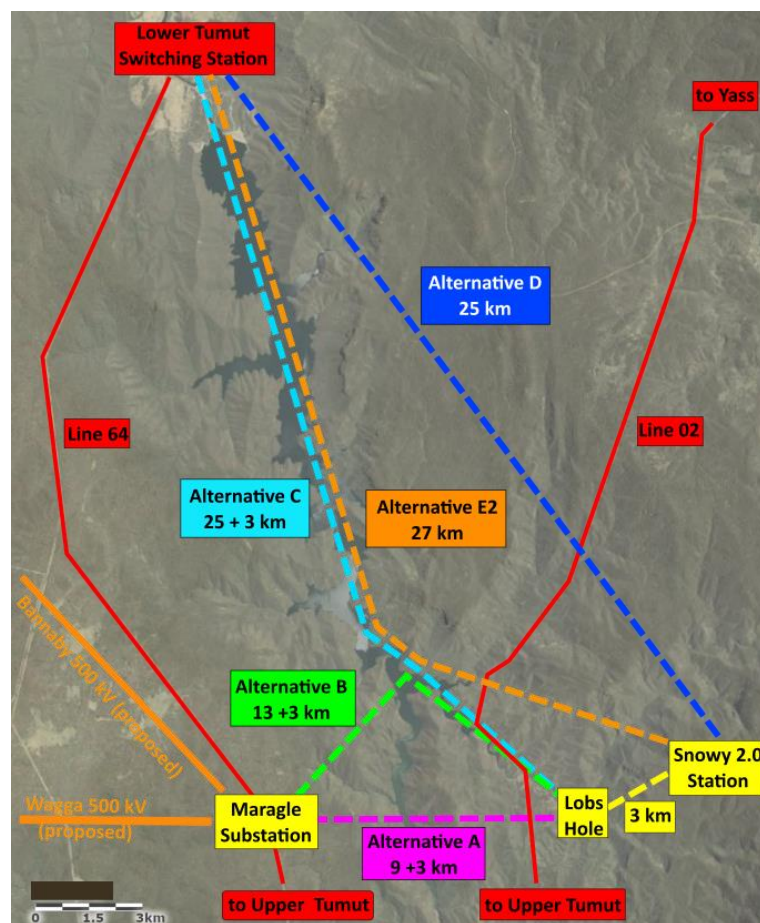 Lower Tumut
Switching Station
to Yass
Alternative D
25 km
Line 64
Line 02
Alternative C
25 + 3 km
Alternative E2
27 km
Bannaby 500 kV (proposed)
Alternative B
13 +3 km
Snowy 2.0
Station
Wagga 500 kV
(proposed)
Maragle
Substation
Lobs
Hole
3 km
Alternative A
9 +3 km
to Upper Tumut
to Upper Tumut
0 1.5 3km